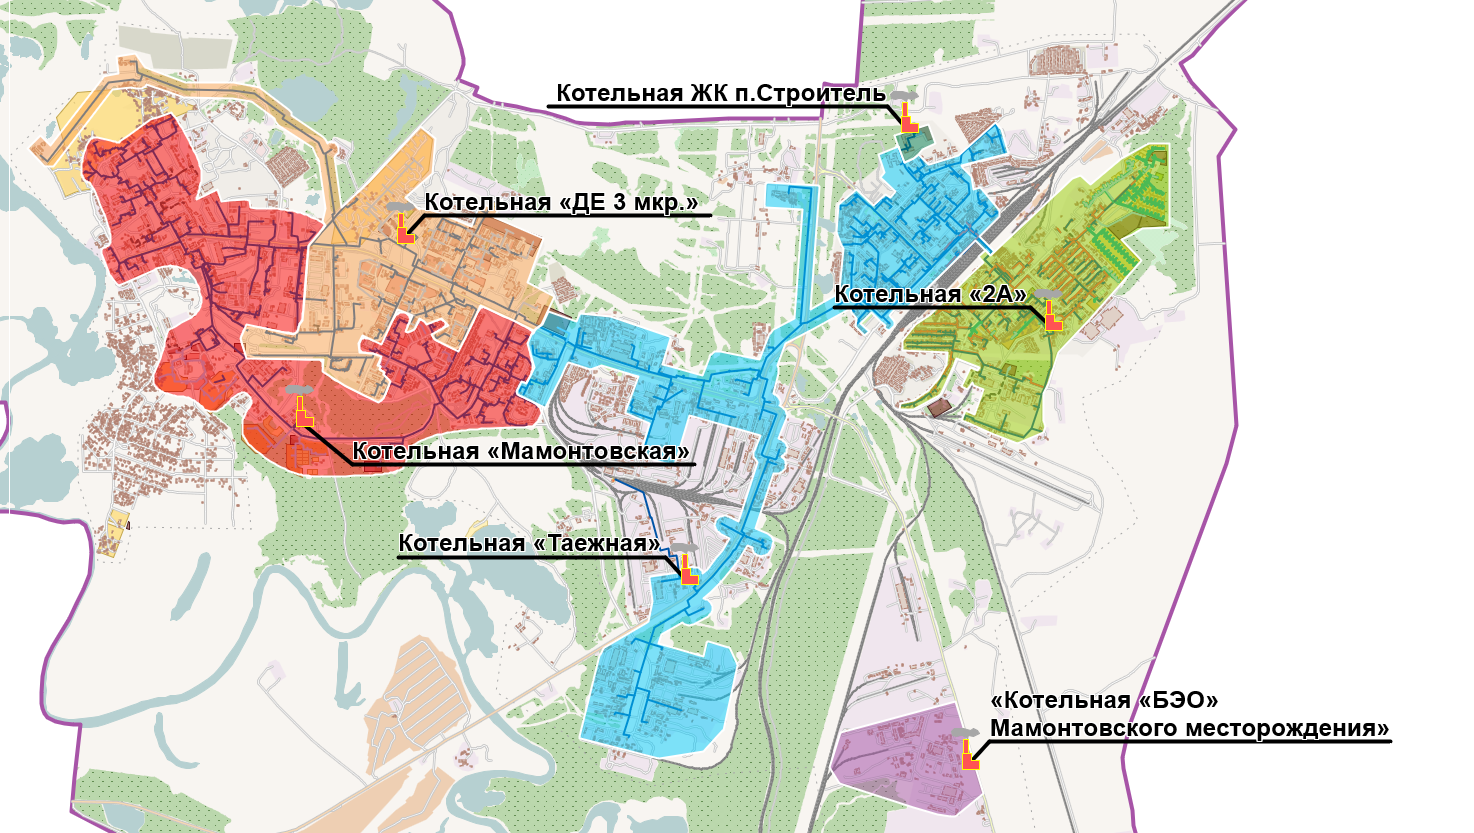 Котельная ЖК п.Строитель
Котельная «ДЕ 3 мкр.»
Котельная «2А»
Котельная «Мамонтовская»
Котельная «Таежная»
«Котельная «БЭО»
Мамонтовского месторождения»